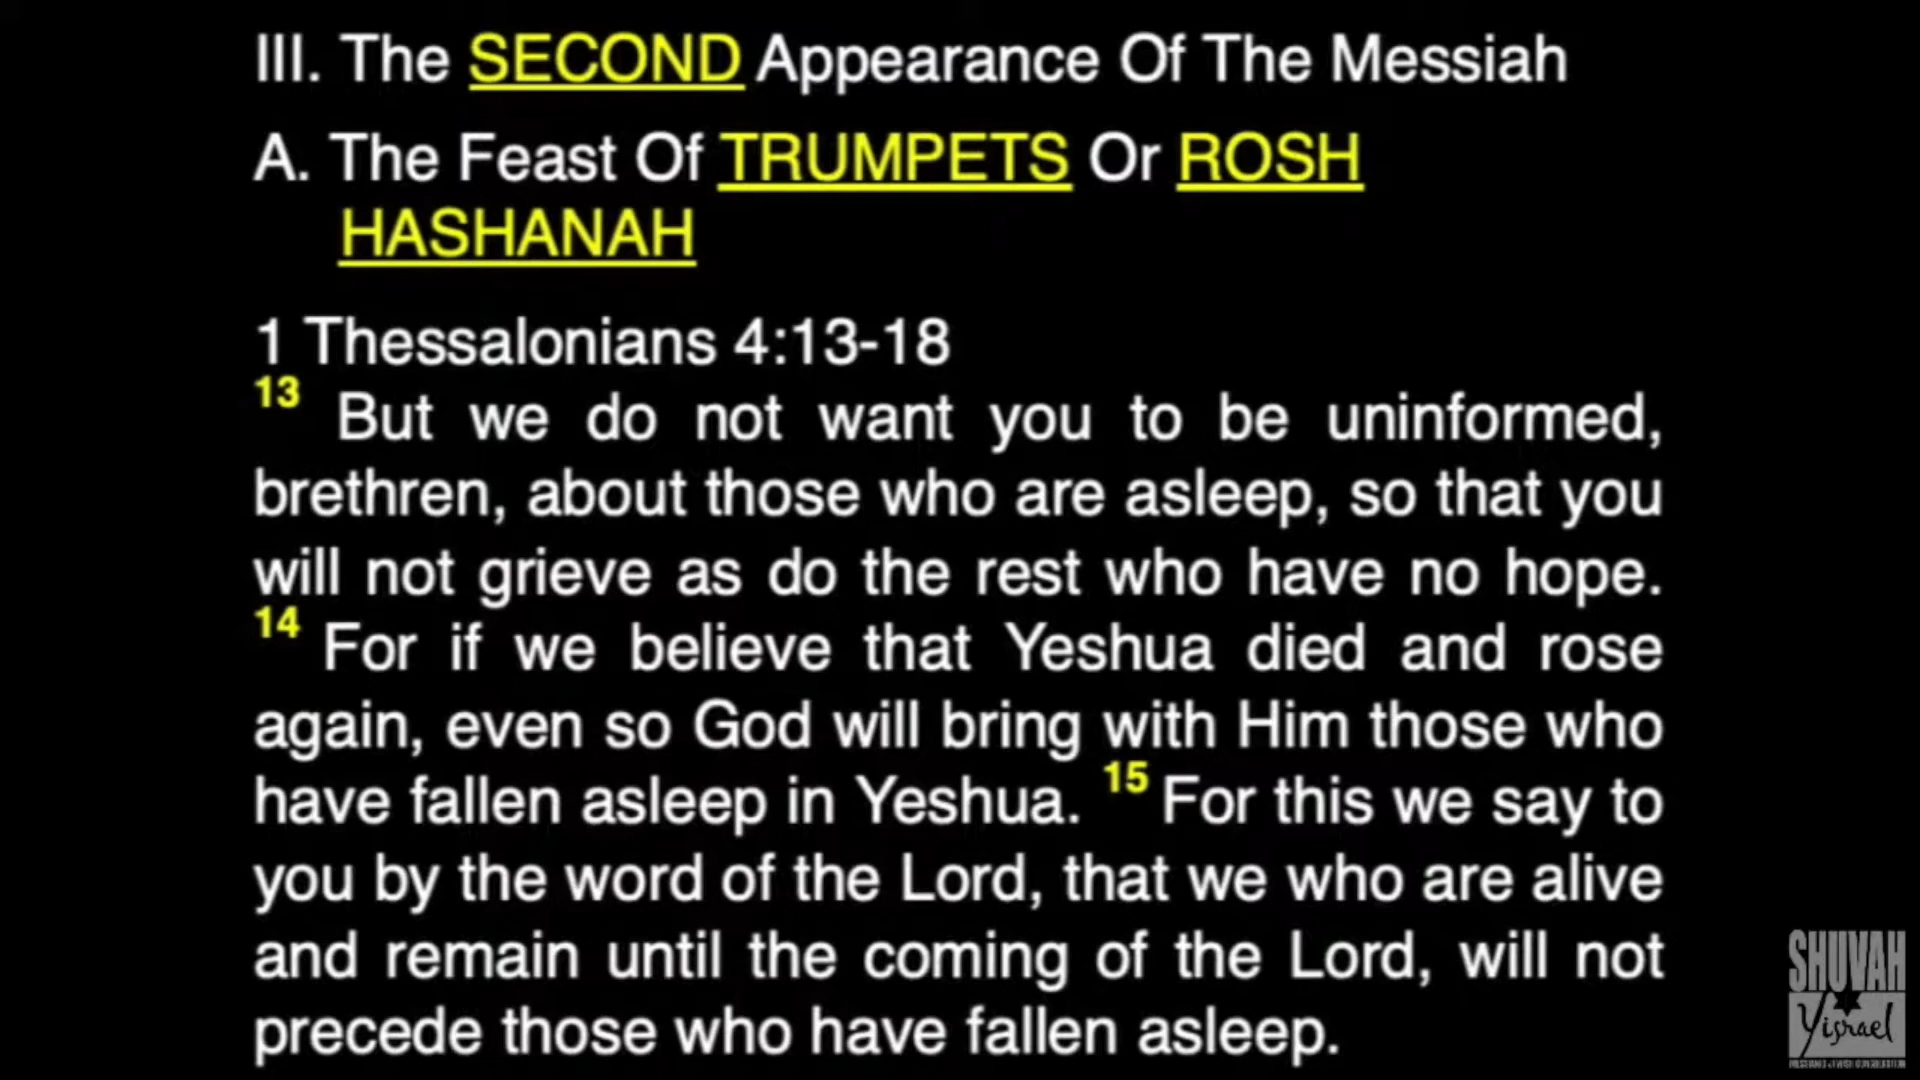 III. The SECOND Appearance Of The Messiah
A. The Feast Of TRUMPETS Or ROSH
HASHANAH
1 Thessalonians 4:13-18
13 But we do not want you to be uninformed,
brethren, about those who are asleep, so that you
will not grieve as do the rest who have no hope.
14 For if we believe that Yeshua died and rose
again, even so God will bring with Him those who
have fallen asleep in Yeshua. 15 For this we say to
you by the word of the Lord, that we who are alive
and remain until the coming of the Lord, will not
precede those who have fallen asleep.
SHUVAH
Yisrael